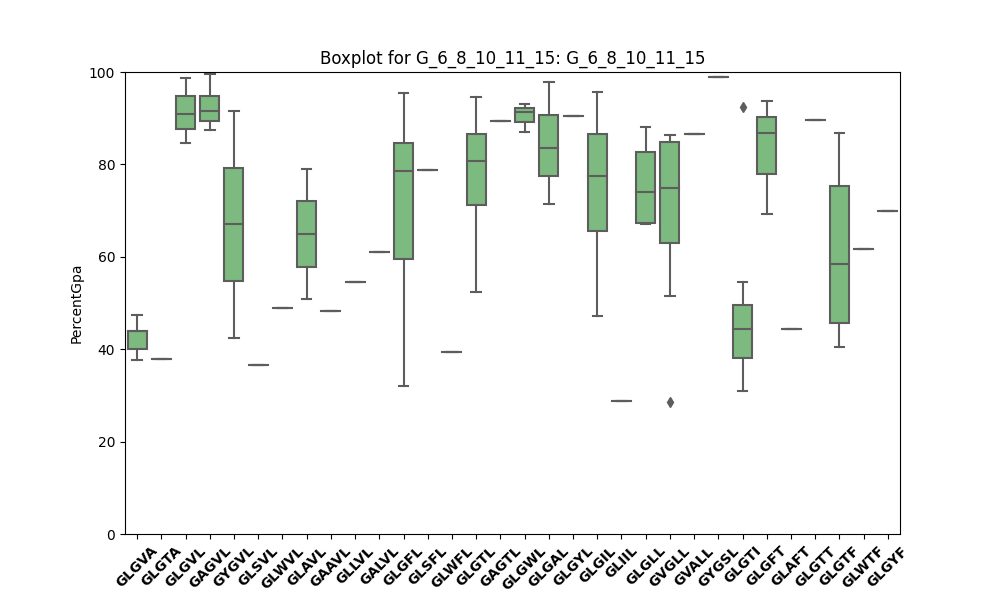 Boxplot for G_6_8_10_11_15: G_6_8_10_11_15
PercentGpa
100
80
60
40
20
0
GLGVA
GLGTA
GLGVL
GAGVL
GYGVL
GLSVL
GLWVL
GLAVL
GAAVL
GLLVL
GALVL
GLGFL
GLSFL
GLWFL
GLGTL
GAGTL
GLGWL
GLGAL
GLGYL
GLGIL
GLIIL
GLGLL
GVGLL
GVALL
GYGSL
GLGTI
GLGFT
GLAFT
GLGTT
GLGTF
GLWTF
GLGYF